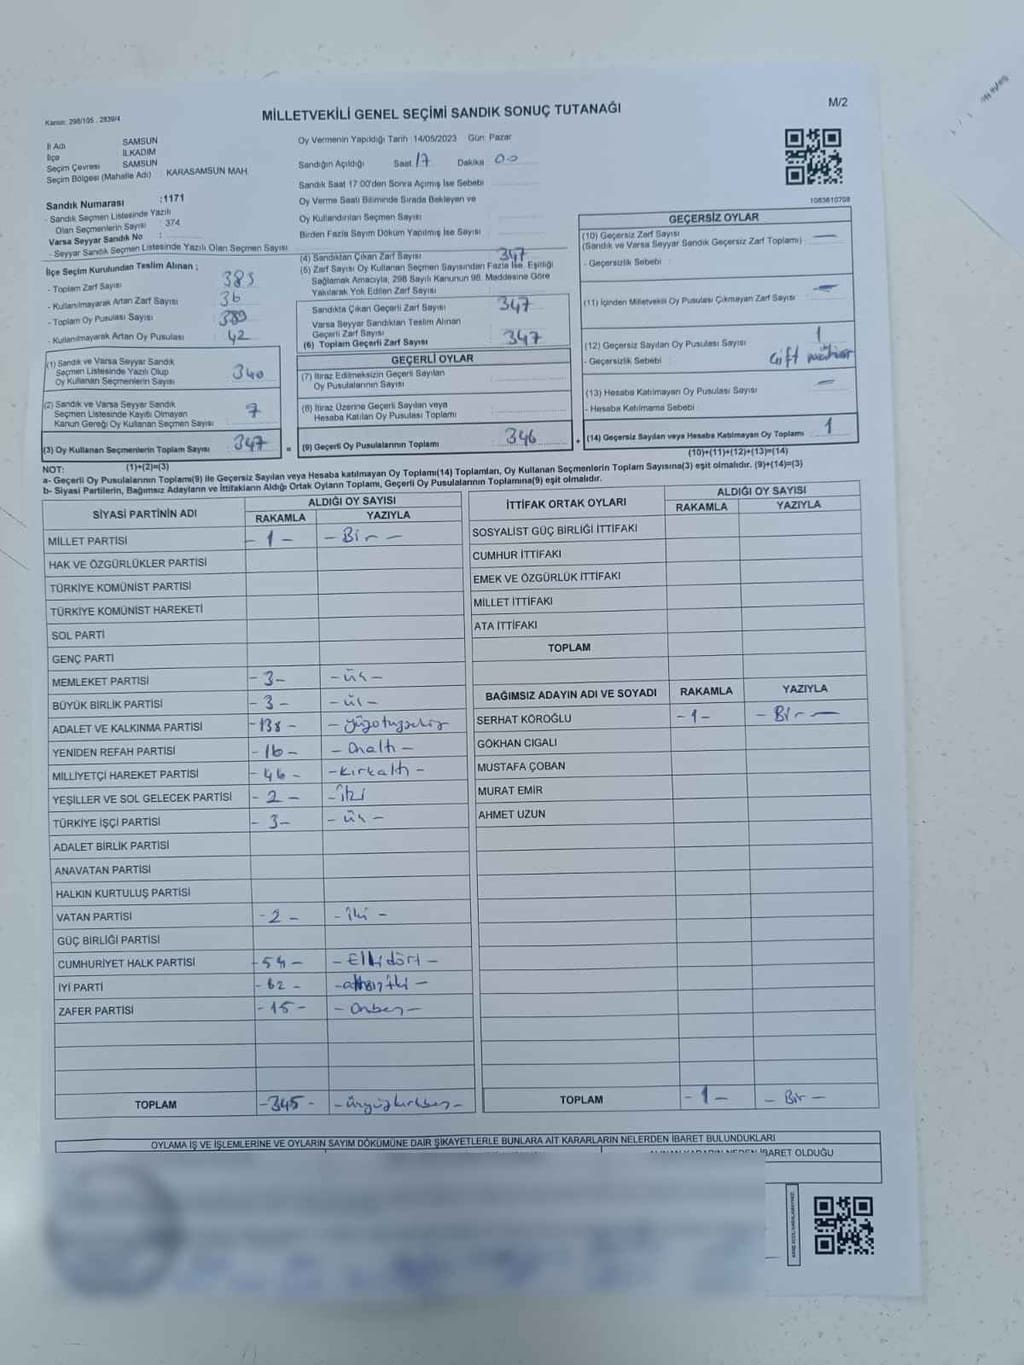 Kanun: 298/105 . 2839/4
MİLLETVEKİLİ GENEL SEÇİMİ SANDIK SONUÇ TUTANAĞI
M/2
İl Adı SAMSUN
İlçe İLKADIM
Seçim Çevresi SAMSUN
Seçim Bölgesi (Mahalle Adı) KARASAMSUN MAH.
Sandık Numarası :1171
- Sandık Seçmen Listesinde Yazılı
Olan Seçmenlerin Sayısı : 374
Varsa Seyyar Sandık No :
- Seyyar Sandık Seçmen Listesinde Yazılı Olan Seçmen Sayısı:
Oy Vermenin Yapıldığı Tarih 14/05/2023 Gün: Pazar
Sandığın Açıldığı Saat 17 Dakika 00
Sandık Saat 17:00'den Sonra Açımış İse Sebebi
Oy Verme Saati Bitiminde Sırada Bekleyen ve
Oy Kullandırılan Seçmen Sayısı
Birden Fazla Sayım Döküm Yapılmış İse Sayısı
1083610708
İlçe Seçim Kurulundan Teslim Alınan ;
- Toplam Zarf Sayısı 383
- Kullanılmayarak Artan Zarf Sayısı 36
- Toplam Oy Pusulası Sayısı 389
- Kullanılmayarak Artan Oy Pusulası 42
(1) Sandık ve Varsa Seyyar Sandık
Seçmen Listesinde Yazılı Olup
Oy Kullanan Seçmenlerin Sayısı 340
(2) Sandık ve Varsa Seyyar Sandık
Seçmen Listesinde Kayıtlı Olmayan
Kanun Gereği Oy Kullanan Seçmen Sayısı 7
(3) Oy Kullanan Seçmenlerin Toplam Sayısı 347
(4) Sandıktan Çıkan Zarf Sayısı 347
(5) Zarf Sayısı Oy Kullanan Seçmen Sayısından Fazla İse, Eşitliği
Sağlamak Amacıyla, 298 Sayılı Kanunun 98. Maddesine Göre
Yakılarak Yok Edilen Zarf Sayısı
Sandıkta Çıkan Geçerli Zarf Sayısı 347
Varsa Seyyar Sandıktan Teslim Alınan
Geçerli Zarf Sayısı
(6) Toplam Geçerli Zarf Sayısı 347
GEÇERLİ OYLAR
(7) İtiraz Edilmeksizin Geçerli Sayılan
Oy Pusulalarının Sayısı
(8) İtiraz Üzerine Geçerli Sayılan veya
Hesaba Katılan Oy Pusulası Toplamı
= (9) Geçerli Oy Pusulalarının Toplamı 346
GEÇERSİZ OYLAR
(10) Geçersiz Zarf Sayısı —
(Sandık ve Varsa Seyyar Sandık Geçersiz Zarf Toplamı)
- Geçersizlik Sebebi
(11) İçinden Milletvekili Oy Pusulası Çıkmayan Zarf Sayısı —
(12) Geçersiz Sayılan Oy Pusulası Sayısı 1
- Geçersizlik Sebebi Çift mühür
(13) Hesaba Katılmayan Oy Pusulası Sayısı —
- Hesaba Katılmama Sebebi
+ (14) Geçersiz Sayılan veya Hesaba Katılmayan Oy Toplamı 1
NOT: (1)+(2)=(3)
(10)+(11)+(12)+(13)=(14)
a- Geçerli Oy Pusulalarının Toplamı(9) ile Geçersiz Sayılan veya Hesaba katılmayan Oy Toplamı(14) Toplamları, Oy Kullanan Seçmenlerin Toplam Sayısına(3) eşit olmalıdır. (9)+(14)=(3)
b- Siyasi Partilerin, Bağımsız Adayların ve İttifakların Aldığı Ortak Oyların Toplamı, Geçerli Oy Pusulalarının Toplamına(9) eşit olmalıdır.
SİYASİ PARTİNİN ADI ALDIĞI OY SAYISI
RAKAMLA YAZIYLA
MİLLET PARTİSİ - 1 - - Bir -
HAK VE ÖZGÜRLÜKLER PARTİSİ
TÜRKİYE KOMÜNİST PARTİSİ
TÜRKİYE KOMÜNİST HAREKETİ
SOL PARTİ
GENÇ PARTİ
MEMLEKET PARTİSİ - 3 - - üç -
BÜYÜK BİRLİK PARTİSİ - 3 - - üç -
ADALET VE KALKINMA PARTİSİ - 138 - - yüzotuzsekiz
YENİDEN REFAH PARTİSİ - 16 - - Onaltı -
MİLLİYETÇİ HAREKET PARTİSİ - 46 - - kırkaltı -
YEŞİLLER VE SOL GELECEK PARTİSİ - 2 - - İki
TÜRKİYE İŞÇİ PARTİSİ - 3 - - üç -
ADALET BİRLİK PARTİSİ
ANAVATAN PARTİSİ
HALKIN KURTULUŞ PARTİSİ
VATAN PARTİSİ - 2 - - İki -
GÜÇ BİRLİĞİ PARTİSİ
CUMHURİYET HALK PARTİSİ - 54 - - Ellidört -
İYİ PARTİ - 62 - - altmışiki -
ZAFER PARTİSİ - 15 - - Onbeş -
TOPLAM - 345 - - üçyüzkırkbeş -
İTTİFAK ORTAK OYLARI ALDIĞI OY SAYISI
RAKAMLA YAZIYLA
SOSYALİST GÜÇ BİRLİĞİ İTTİFAKI
CUMHUR İTTİFAKI
EMEK VE ÖZGÜRLÜK İTTİFAKI
MİLLET İTTİFAKI
ATA İTTİFAKI
TOPLAM
BAĞIMSIZ ADAYIN ADI VE SOYADI RAKAMLA YAZIYLA
SERHAT KÖROĞLU - 1 - - Bir -
GÖKHAN CIGALI
MUSTAFA ÇOBAN
MURAT EMİR
AHMET UZUN
TOPLAM - 1 - - Bir -
OYLAMA İŞ VE İŞLEMLERİNE VE OYLARIN SAYIM DÖKÜMÜNE DAİR ŞİKAYETLERLE BUNLARA AİT KARARLARIN NELERDEN İBARET BULUNDUKLARI
İBARET OLDUĞU